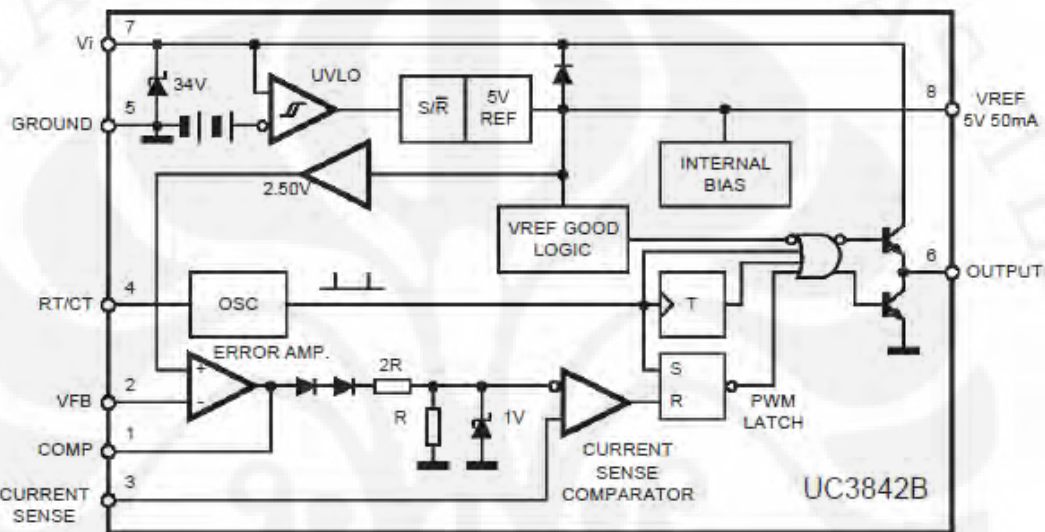 7
Vi
34V
UVLO
S/R̅
5V
REF
8
VREF
5V 50mA
5
GROUND
2.50V
INTERNAL
BIAS
VREF GOOD
LOGIC
6
OUTPUT
4
RT/CT
OSC
T
ERROR AMP.
+
-
2R
S
R
2
VFB
R
1V
PWM
LATCH
1
COMP
CURRENT
SENSE
COMPARATOR
3
CURRENT
SENSE
UC3842B